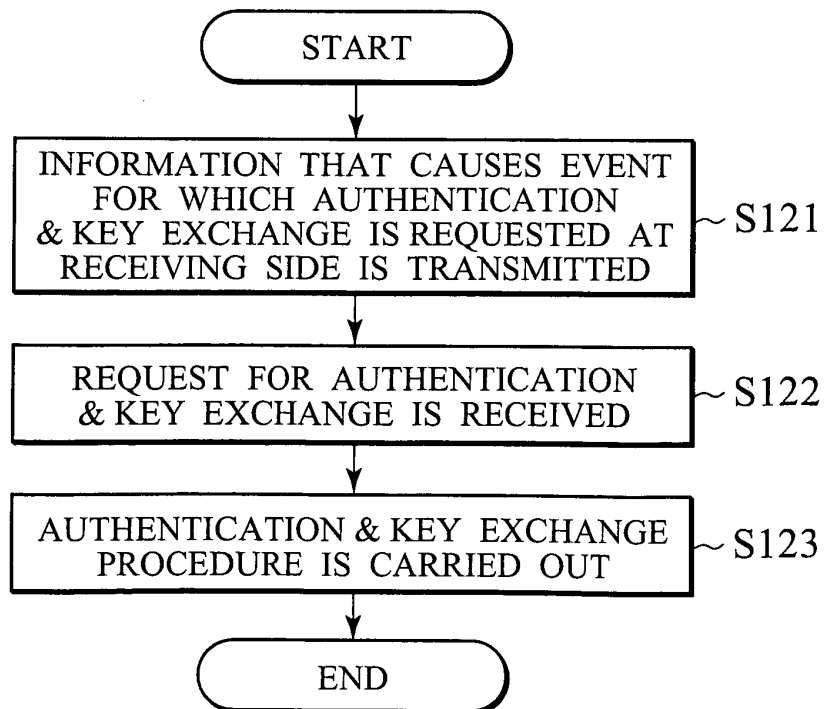 START
INFORMATION THAT CAUSES EVENT
FOR WHICH AUTHENTICATION
& KEY EXCHANGE IS REQUESTED AT
RECEIVING SIDE IS TRANSMITTED
S121
REQUEST FOR AUTHENTICATION
& KEY EXCHANGE IS RECEIVED
S122
AUTHENTICATION & KEY EXCHANGE
PROCEDURE IS CARRIED OUT
S123
END